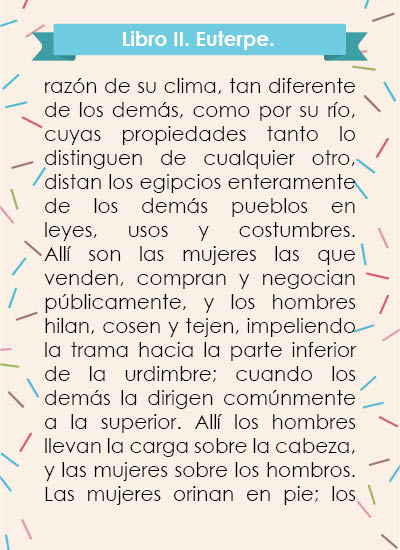 Libro II. Euterpe.
razón de su clima, tan diferente
de los demás, como por su río,
cuyas propiedades tanto lo
distinguen de cualquier otro,
distan los egipcios enteramente
de los demás pueblos en
leyes, usos y costumbres.
Allí son las mujeres las que
venden, compran y negocian
públicamente, y los hombres
hilan, cosen y tejen, impeliendo
la trama hacia la parte inferior
de la urdimbre; cuando los
demás la dirigen comúnmente
a la superior. Allí los hombres
llevan la carga sobre la cabeza,
y las mujeres sobre los hombros.
Las mujeres orinan en pie; los